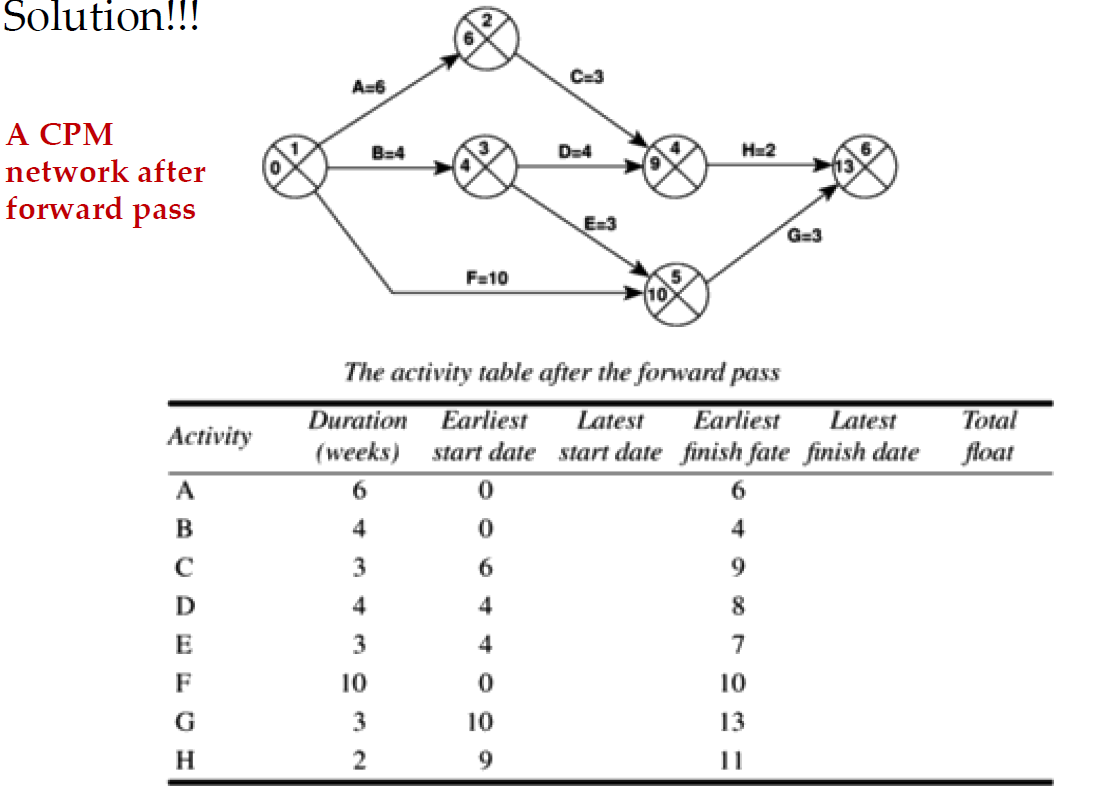 Solution!!!
A CPM
network after
forward pass
2
6
A=6
C=3
1
0
B=4
3
4
D=4
4
9
H=2
6
13
E=3
G=3
F=10
5
10
The activity table after the forward pass
Activity Duration (weeks) Earliest start date Latest start date Earliest finish fate Latest finish date Total float
A 6 0 6
B 4 0 4
C 3 6 9
D 4 4 8
E 3 4 7
F 10 0 10
G 3 10 13
H 2 9 11